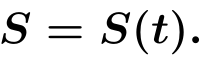 S = S(t).